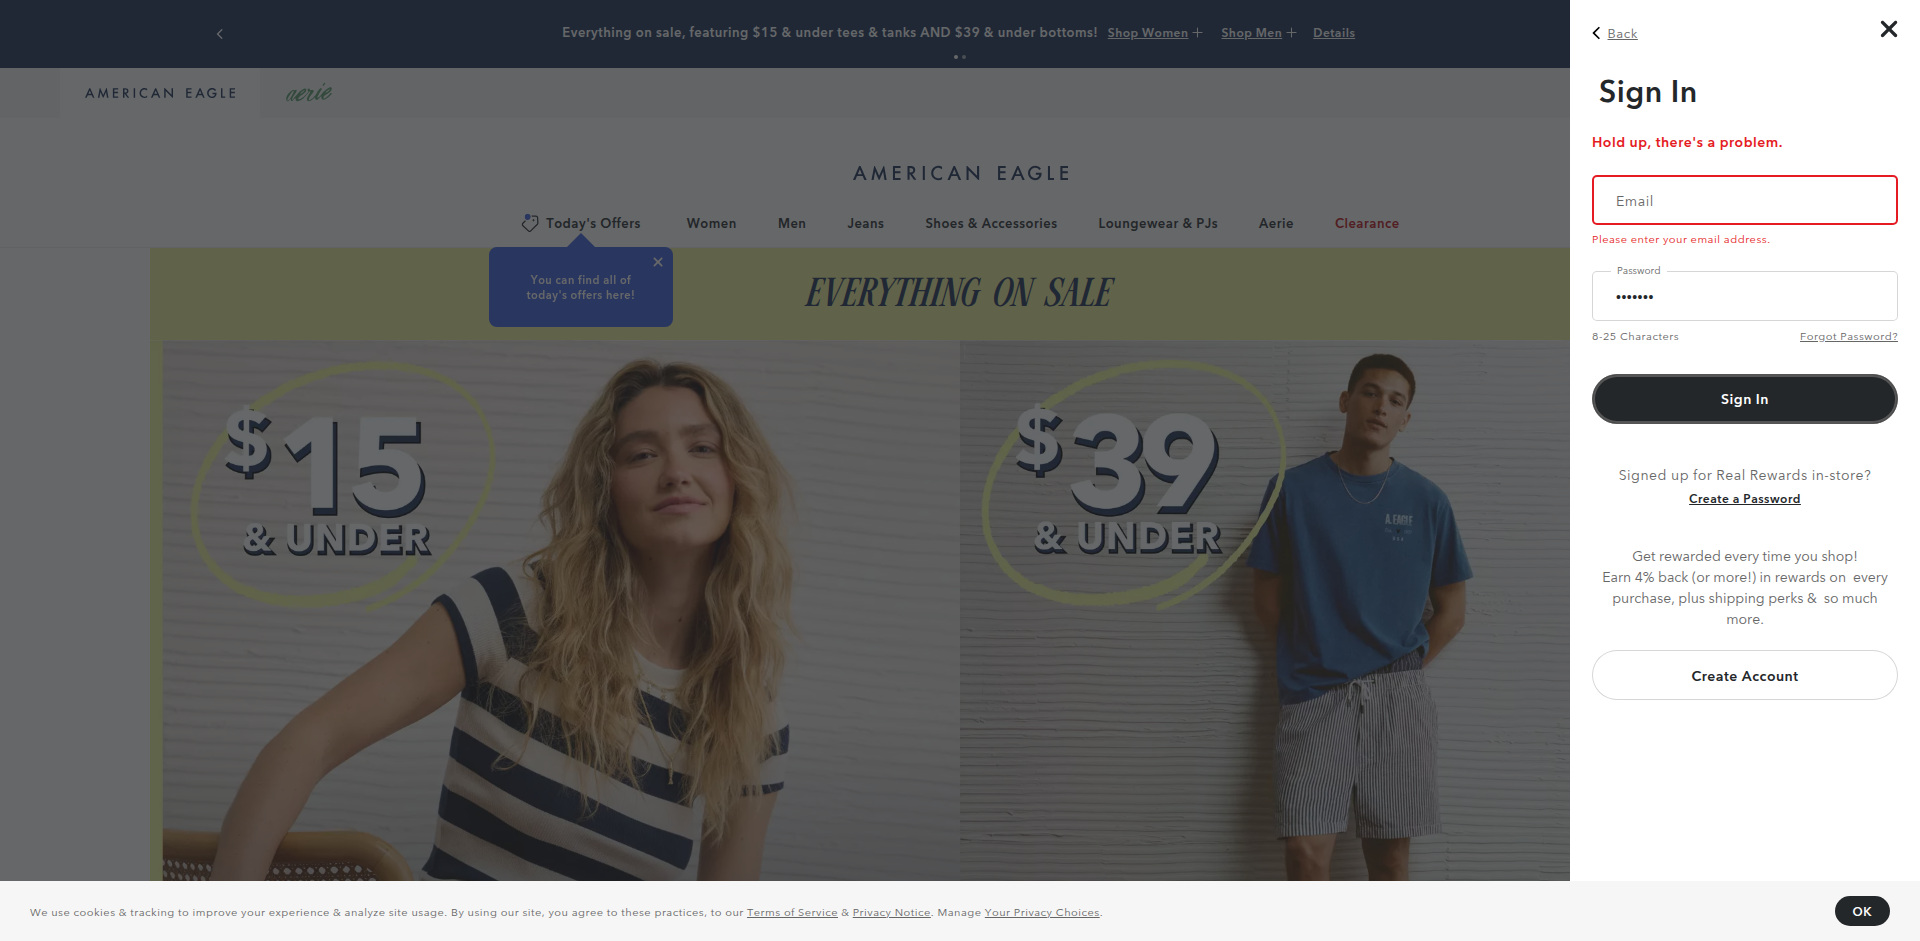 Everything on sale, featuring $15 & under tees & tanks AND $39 & under bottoms! Shop Women Shop Men Details
AMERICAN EAGLE aerie
AMERICAN EAGLE
Today's Offers Women Men Jeans Shoes & Accessories Loungewear & PJs Aerie Clearance
You can find all of
today's offers here!
EVERYTHING ON SALE
$15
& UNDER
$39
& UNDER
A. EAGLE
Back
Sign In
Hold up, there's a problem.
Email
Please enter your email address.
Password
•••••••
8-25 Characters Forgot Password?
Sign In
Signed up for Real Rewards in-store?
Create a Password
Get rewarded every time you shop!
Earn 4% back (or more!) in rewards on every
purchase, plus shipping perks & so much
more.
Create Account
We use cookies & tracking to improve your experience & analyze site usage. By using our site, you agree to these practices, to our Terms of Service & Privacy Notice. Manage Your Privacy Choices.
OK